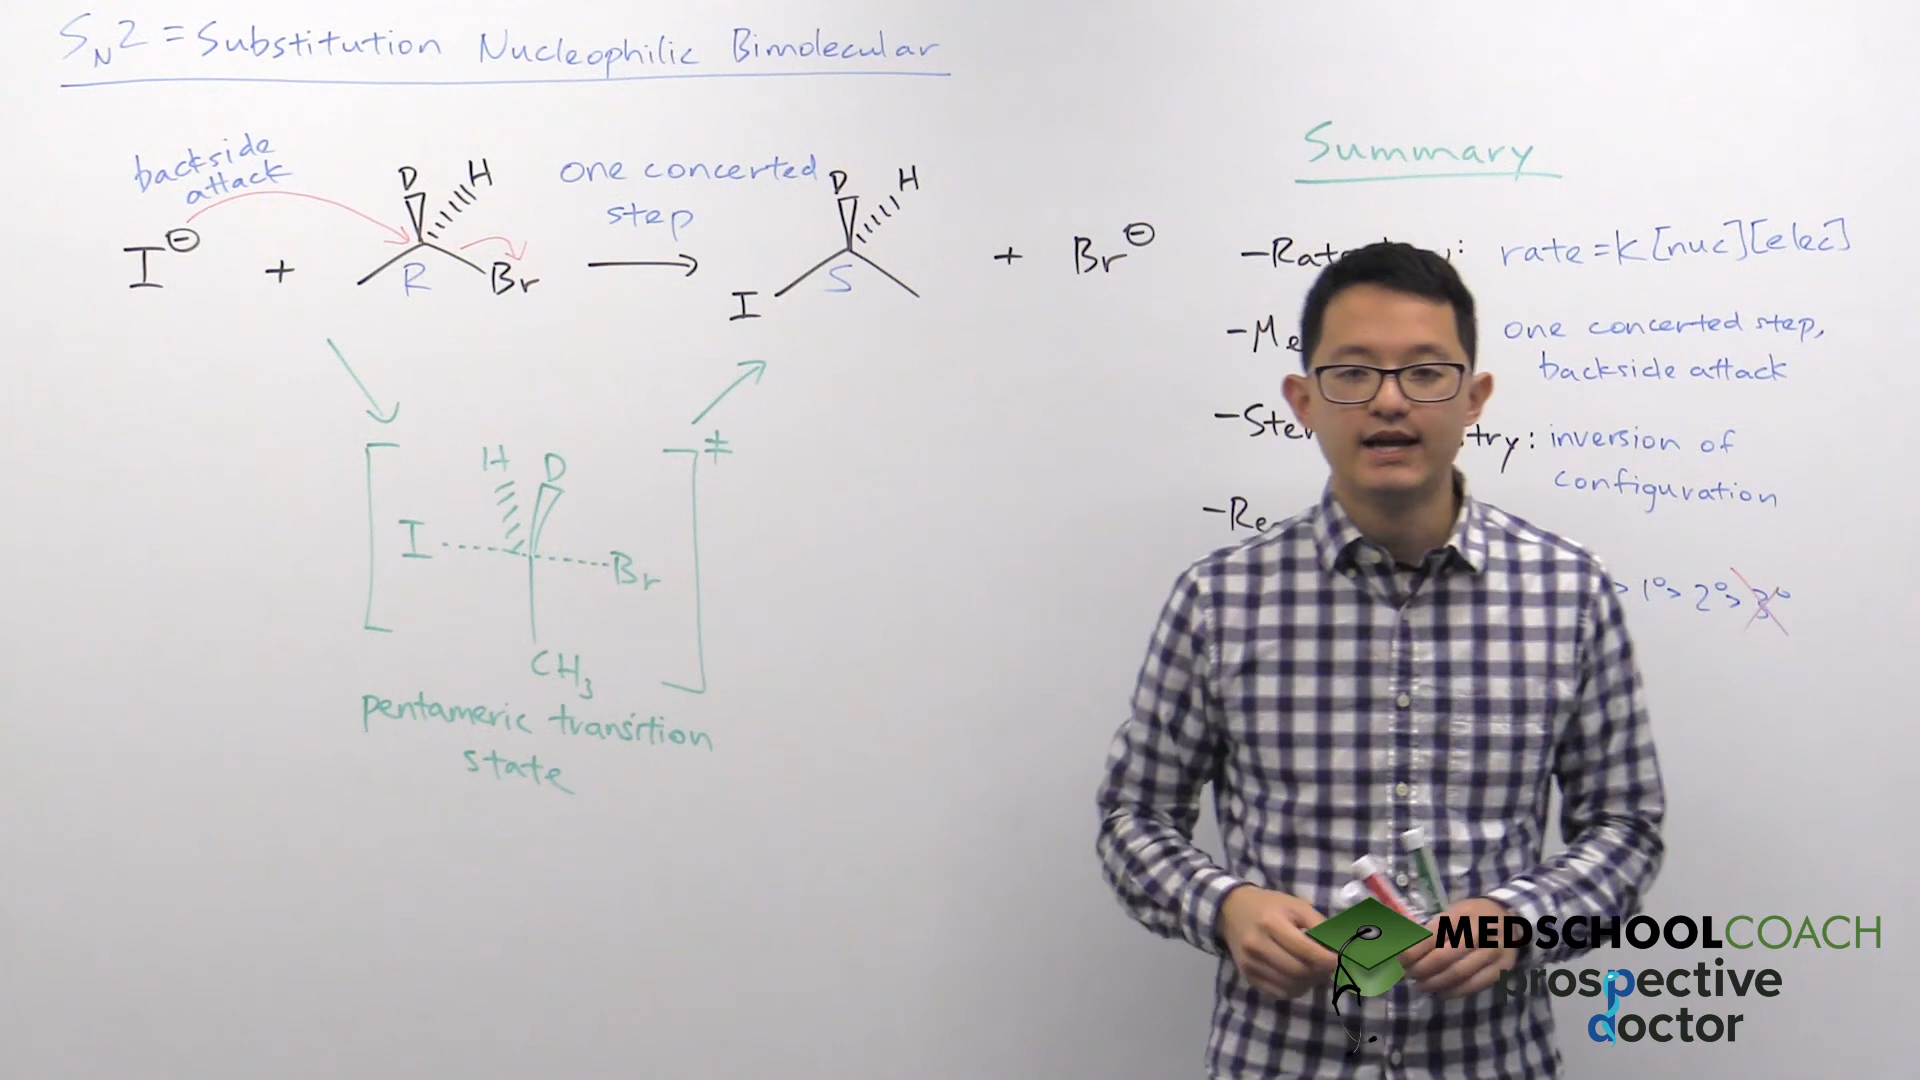 SN2 = Substitution Nucleophilic Bimolecular
backside
attack
I⊖ + D H R Br
one concerted
step
D H I S + Br⊖
H D
I Br
CH3
‡
pentameric transition
state
Summary
rate = k [nuc][elec]
one concerted step,
backside attack
inversion of
configuration
> 1° > 2° > 3°
MEDSCHOOLCOACH
prospective
doctor